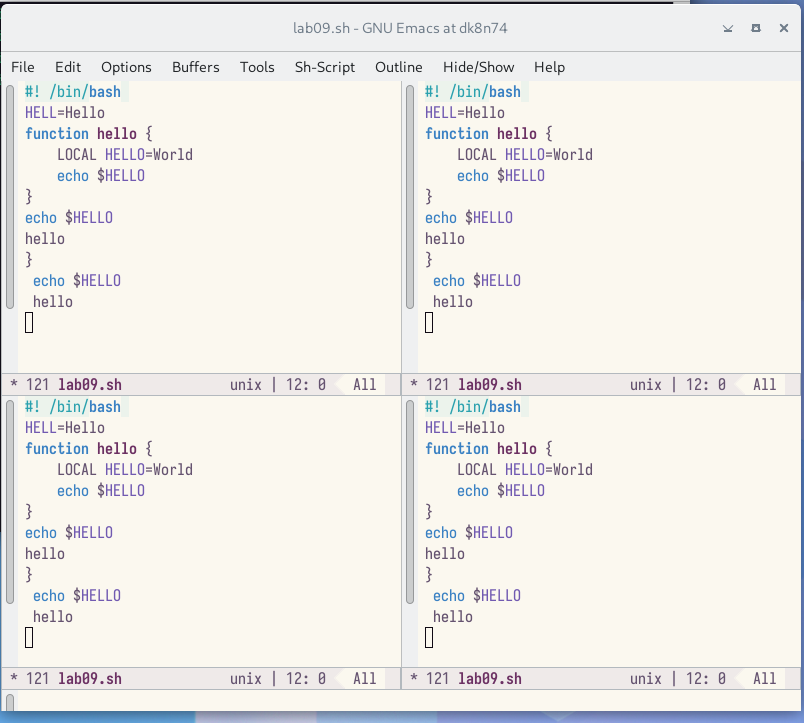 lab09.sh - GNU Emacs at dk8n74
File Edit Options Buffers Tools Sh-Script Outline Hide/Show Help
#! /bin/bash
HELL=Hello
function hello {
    LOCAL HELLO=World
    echo $HELLO
}
echo $HELLO
hello
}
 echo $HELLO
 hello
* 121 lab09.sh unix | 12: 0 All
#! /bin/bash
HELL=Hello
function hello {
    LOCAL HELLO=World
    echo $HELLO
}
echo $HELLO
hello
}
 echo $HELLO
 hello
* 121 lab09.sh unix | 12: 0 All
#! /bin/bash
HELL=Hello
function hello {
    LOCAL HELLO=World
    echo $HELLO
}
echo $HELLO
hello
}
 echo $HELLO
 hello
* 121 lab09.sh unix | 12: 0 All
#! /bin/bash
HELL=Hello
function hello {
    LOCAL HELLO=World
    echo $HELLO
}
echo $HELLO
hello
}
 echo $HELLO
 hello
* 121 lab09.sh unix | 12: 0 All